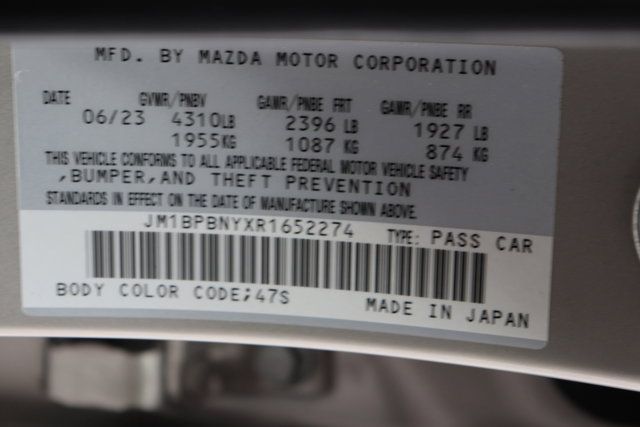 MFD. BY MAZDA MOTOR CORPORATION
DATE GVWR/PNBV GAWR/PNBE FRT GAWR/PNBE RR
06/23 4310LB 2396 LB 1927 LB
1955KG 1087 KG 874 KG
THIS VEHICLE CONFORMS TO ALL APPLICABLE FEDERAL MOTOR VEHICLE SAFETY
,BUMPER,AND THEFT PREVENTION
STANDARDS IN EFFECT ON THE DATE OF MANUFACTURE SHOWN ABOVE.
JM1BPBNYXR1652274 TYPE: PASS CAR
BODY COLOR CODE;47S MADE IN JAPAN